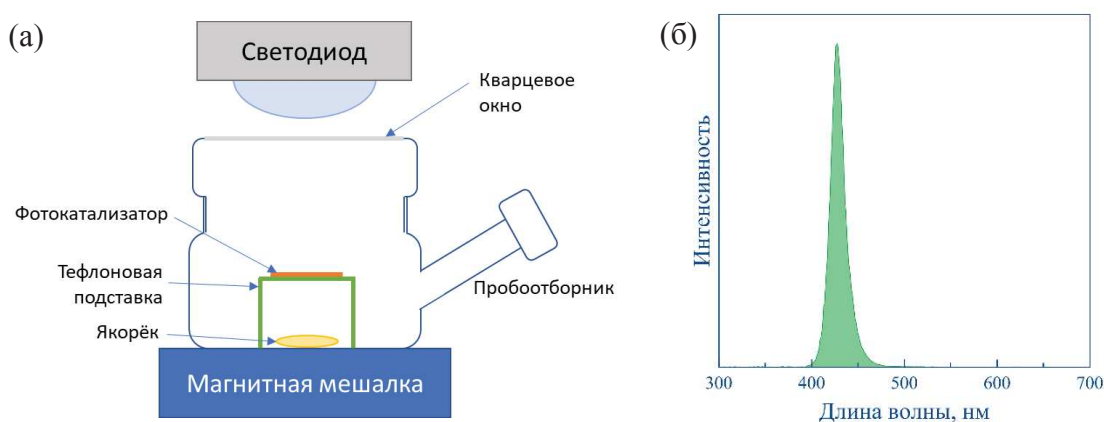 (а)
Светодиод
Кварцевое
окно
Фотокатализатор
Тефлоновая
подставка
Пробоотборник
Якорёк
Магнитная мешалка
(б)
Интенсивность
300 400 500 600 700
Длина волны, нм